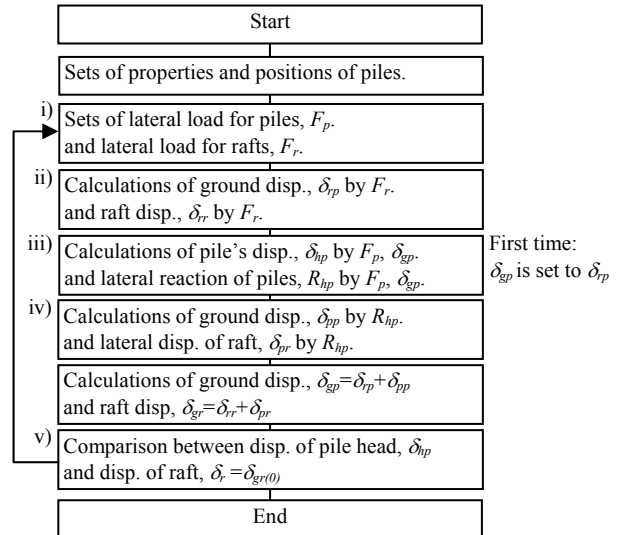 Start
Sets of properties and positions of piles.
i)
Sets of lateral load for piles, Fp.
and lateral load for rafts, Fr.
ii)
Calculations of ground disp., δrp by Fr.
and raft disp., δrr by Fr.
iii)
Calculations of pile's disp., δhp by Fp, δgp.
and lateral reaction of piles, Rhp by Fp, δgp.
First time:
δgp is set to δrp
iv)
Calculations of ground disp., δpp by Rhp.
and lateral disp. of raft, δpr by Rhp.
Calculations of ground disp., δgp=δrp+δpp
and raft disp, δgr=δrr+δpr
v)
Comparison between disp. of pile head, δhp
and disp. of raft, δr =δgr(0)
End